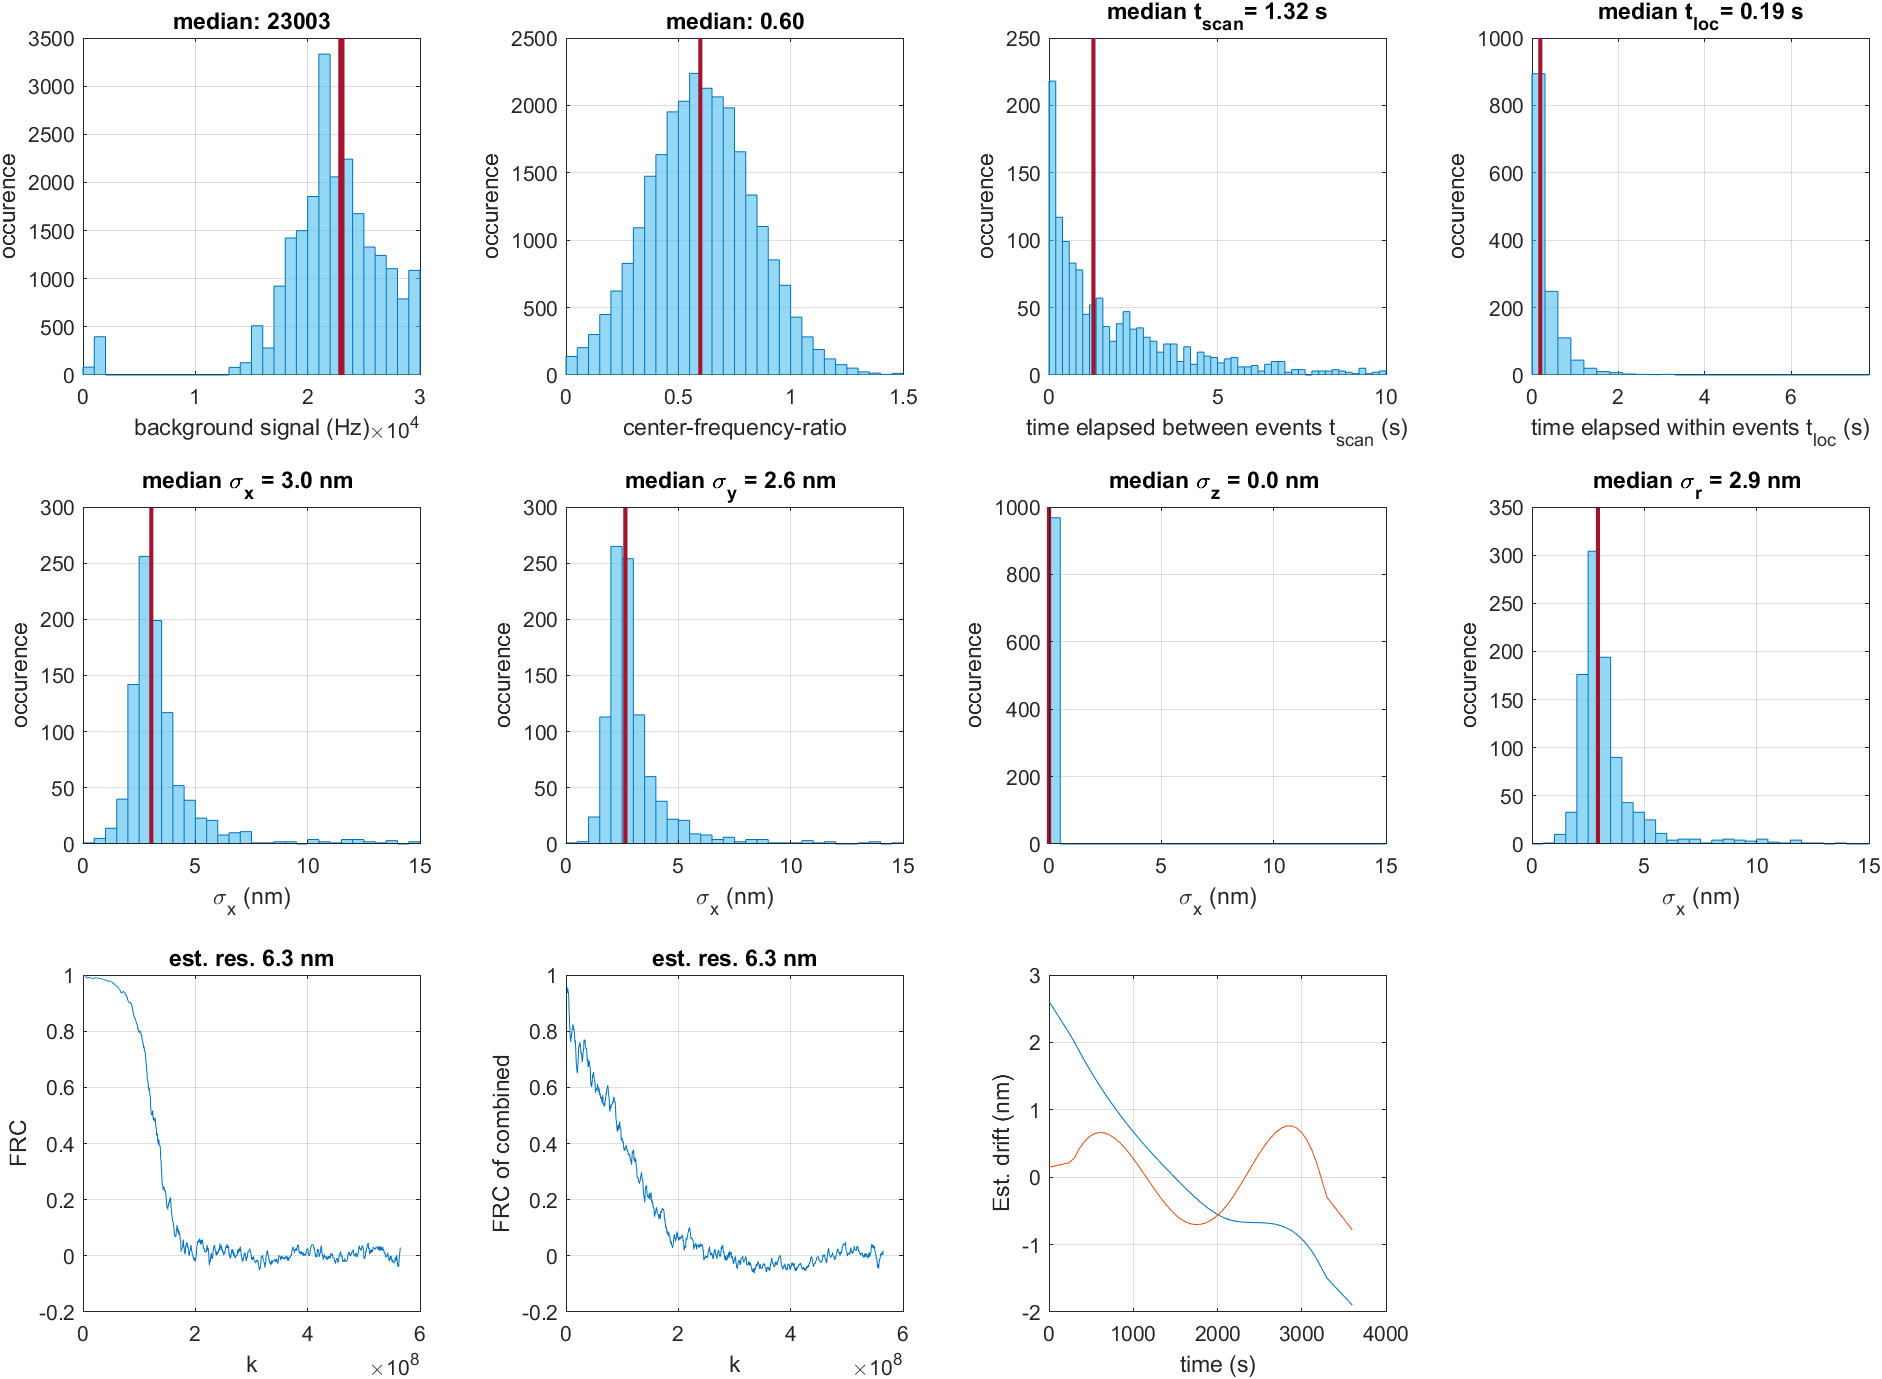 median: 23003
3500
3000
2500
2000
1500
1000
500
0
occurence
0 1 2 3
background signal (Hz) ×10^4
median: 0.60
2500
2000
1500
1000
500
0
occurence
0 0.5 1 1.5
center-frequency-ratio
median t_scan= 1.32 s
250
200
150
100
50
0
occurence
0 5 10
time elapsed between events t_scan (s)
median t_loc= 0.19 s
1000
800
600
400
200
0
occurence
0 2 4 6
time elapsed within events t_loc (s)
median σ_x = 3.0 nm
300
250
200
150
100
50
0
occurence
0 5 10 15
σ_x (nm)
median σ_y = 2.6 nm
300
250
200
150
100
50
0
occurence
0 5 10 15
σ_x (nm)
median σ_z = 0.0 nm
1000
800
600
400
200
0
occurence
0 5 10 15
σ_x (nm)
median σ_r = 2.9 nm
350
300
250
200
150
100
50
0
occurence
0 5 10 15
σ_x (nm)
est. res. 6.3 nm
1
0.8
0.6
0.4
0.2
0
-0.2
FRC
0 2 4 6
k ×10^8
est. res. 6.3 nm
1
0.8
0.6
0.4
0.2
0
-0.2
FRC of combined
0 2 4 6
k ×10^8
3
2
1
0
-1
-2
Est. drift (nm)
0 1000 2000 3000 4000
time (s)